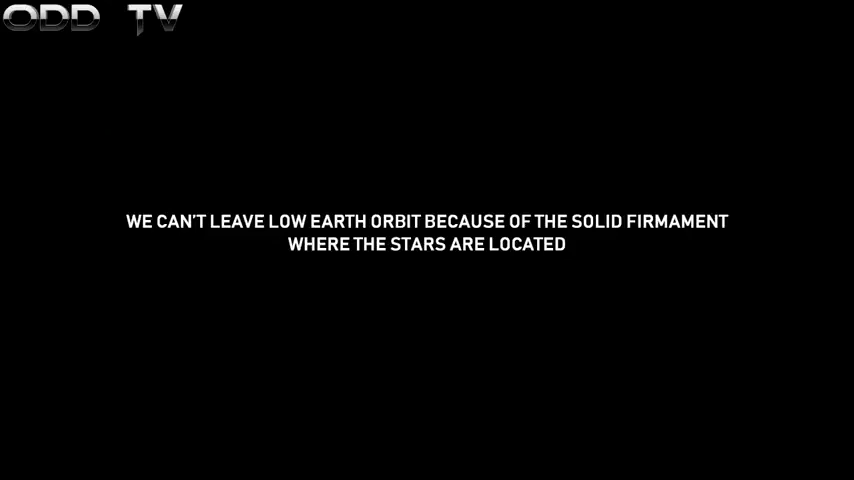 ODD TV
WE CAN'T LEAVE LOW EARTH ORBIT BECAUSE OF THE SOLID FIRMAMENT
WHERE THE STARS ARE LOCATED